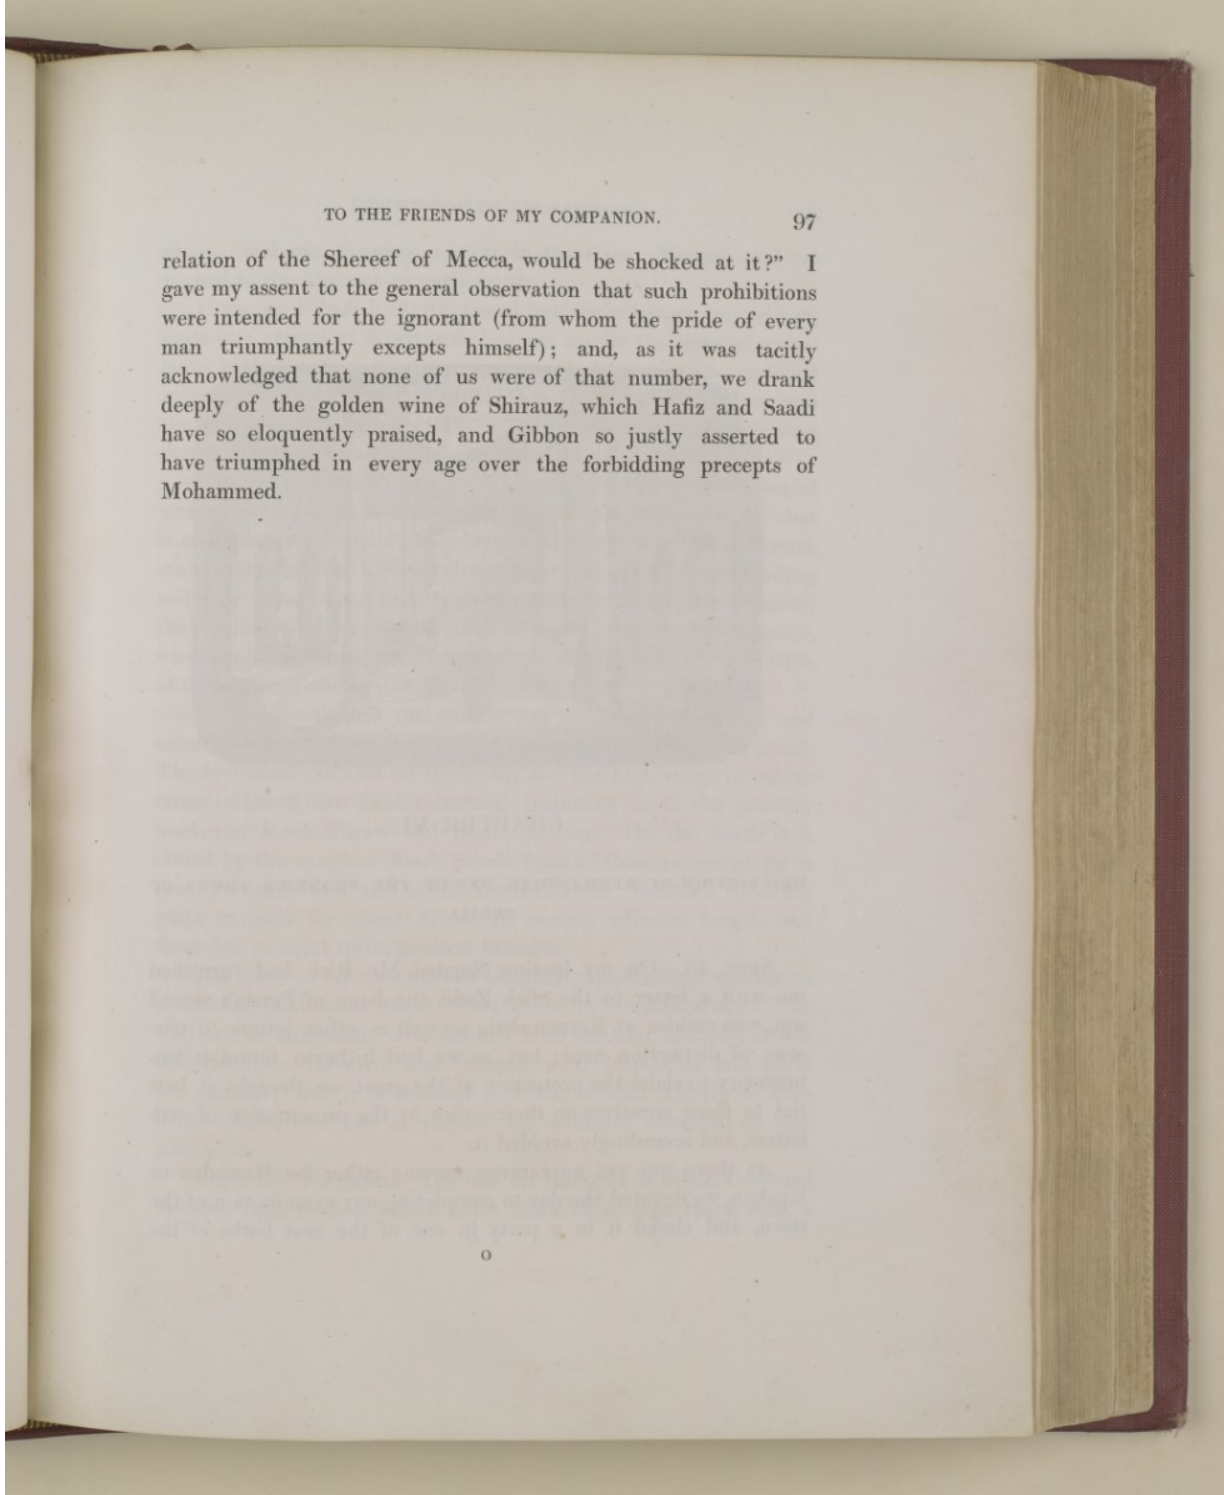 TO THE FRIENDS OF MY COMPANION. 97
relation of the Shereef of Mecca, would be shocked at it?” I
gave my assent to the general observation that such prohibitions
were intended for the ignorant (from whom the pride of every
man triumphantly excepts himself); and, as it was tacitly
acknowledged that none of us were of that number, we drank
deeply of the golden wine of Shirauz, which Hafiz and Saadi
have so eloquently praised, and Gibbon so justly asserted to
have triumphed in every age over the forbidding precepts of
Mohammed.
O